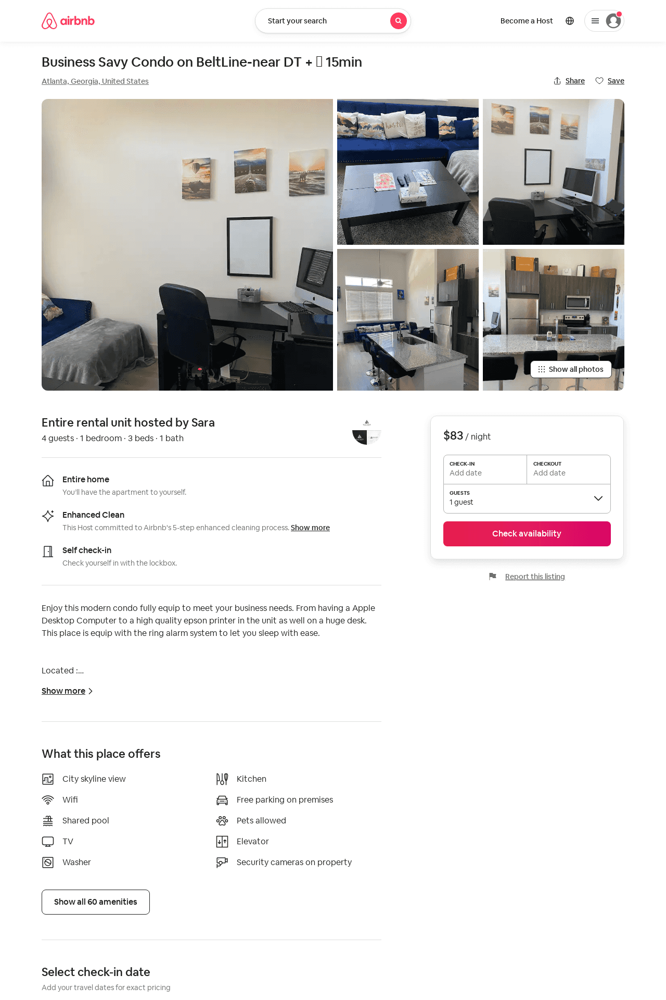 airbnb
Start your search
Become a Host
Business Savy Condo on BeltLine-near DT + 15min
Atlanta, Georgia, United States
Share
Save
hustle
Show all photos
Entire rental unit hosted by Sara
4 guests · 1 bedroom · 3 beds · 1 bath
$83 / night
CHECK-IN
Add date
CHECKOUT
Add date
GUESTS
1 guest
Check availability
Report this listing
Entire home
You’ll have the apartment to yourself.
Enhanced Clean
This Host committed to Airbnb's 5-step enhanced cleaning process. Show more
Self check-in
Check yourself in with the lockbox.
Enjoy this modern condo fully equip to meet your business needs. From having a Apple
Desktop Computer to a high quality epson printer in the unit as well on a huge desk.
This place is equip with the ring alarm system to let you sleep with ease.
Located :...
Show more
What this place offers
City skyline view
Kitchen
Wifi
Free parking on premises
Shared pool
Pets allowed
TV
Elevator
Washer
Security cameras on property
Show all 60 amenities
Select check-in date
Add your travel dates for exact pricing